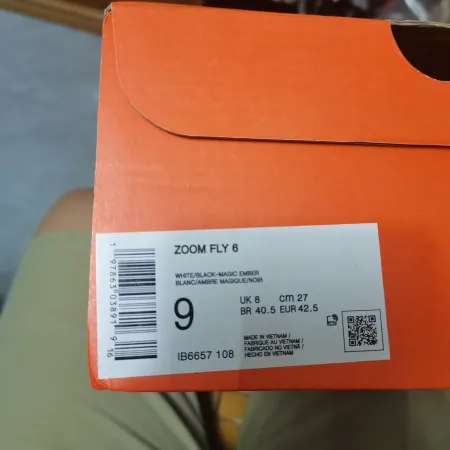 ZOOM FLY 6
WHITE/BLACK-MAGIC EMBER
BLANC/AMBRE MAGIQUE/NOIR
9
UK 8 cm 27
BR 40.5 EUR 42.5
MADE IN VIETNAM /
FABRIQUÉ AU VIETNAM /
FABRICADO NO VIETNÃ /
HECHO EN VIETNAM
IB6657 108